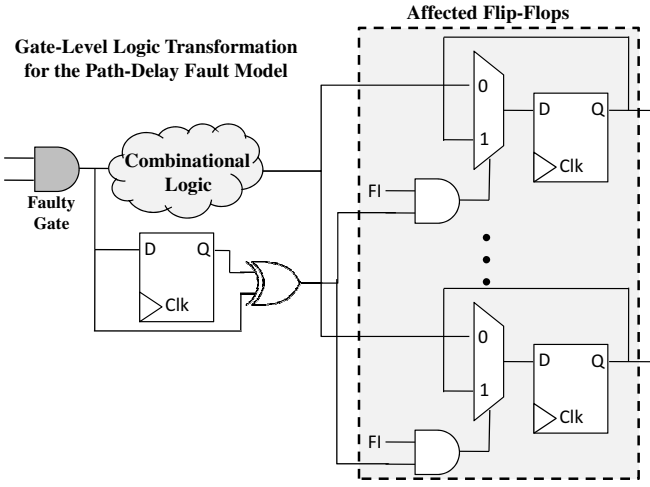 Affected Flip-Flops
Gate-Level Logic Transformation
for the Path-Delay Fault Model
0
D
Q
1
Clk
Combinational
Logic
FI
Faulty
Gate
D
Q
Clk
0
D
Q
1
Clk
FI